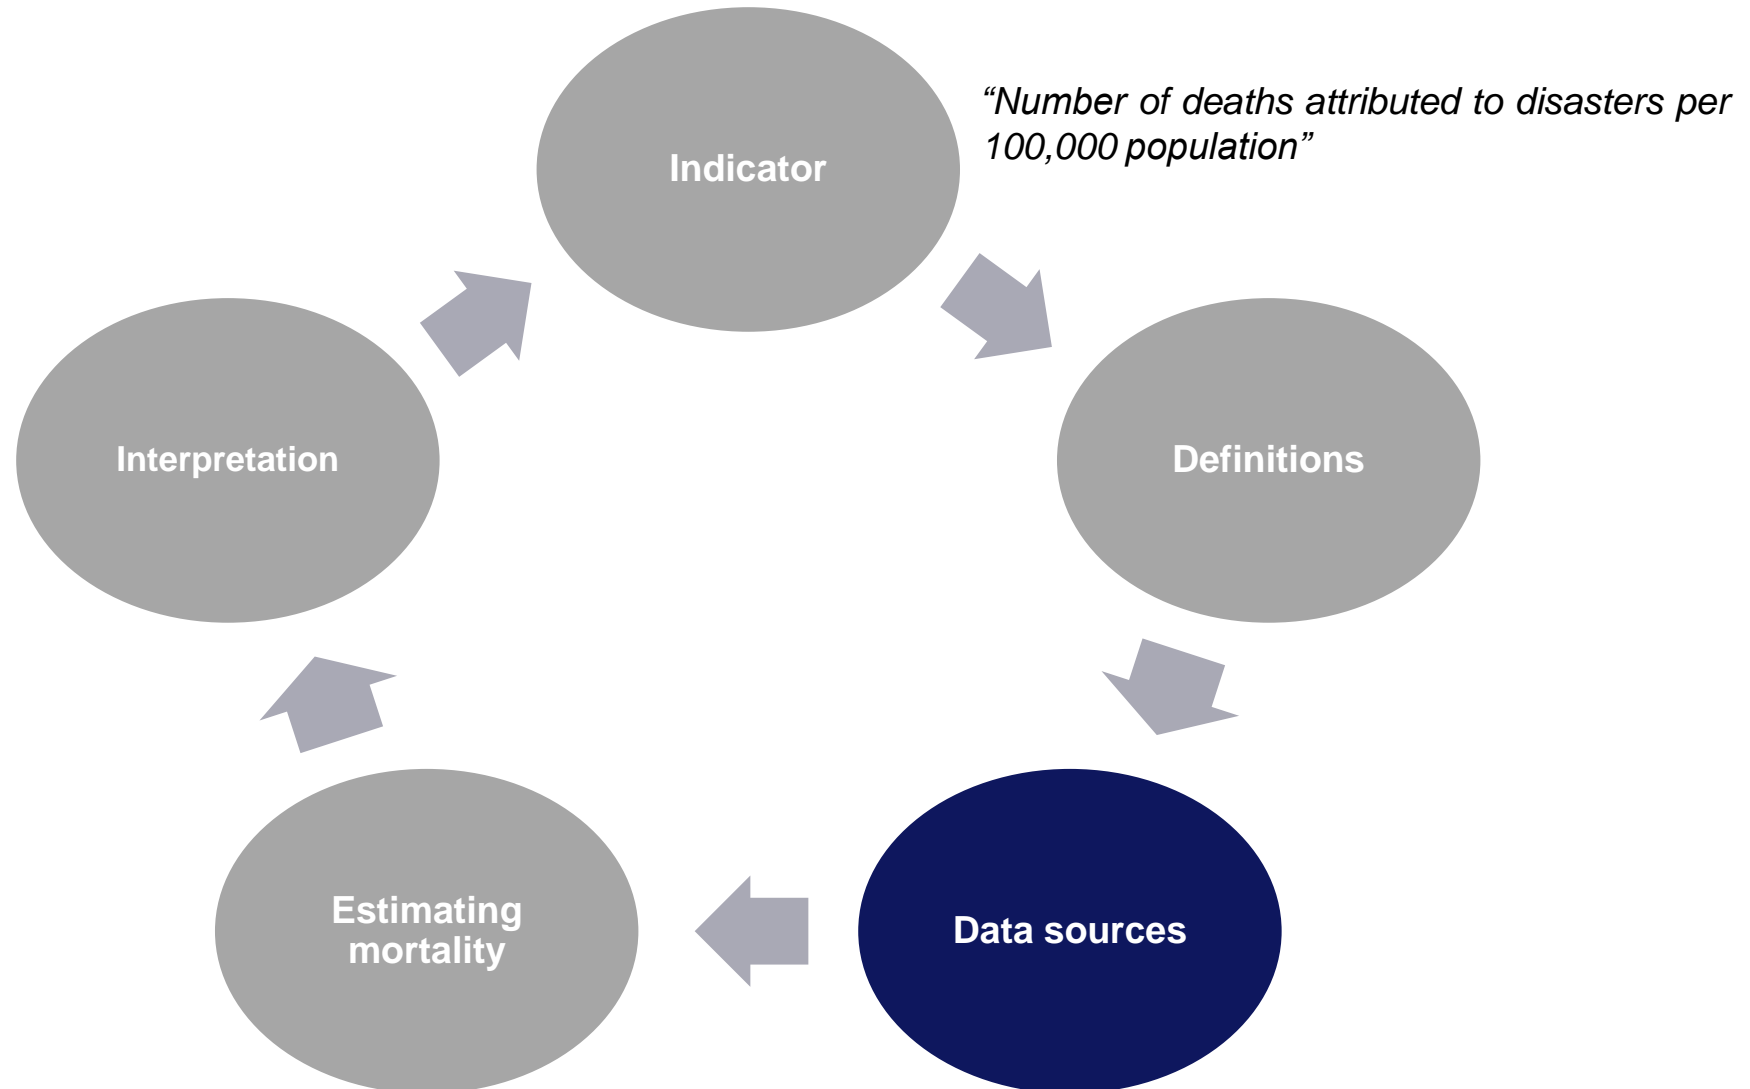 “Number of deaths attributed to disasters per
100,000 population”
Indicator
Interpretation
Definitions
Estimating
mortality
Data sources